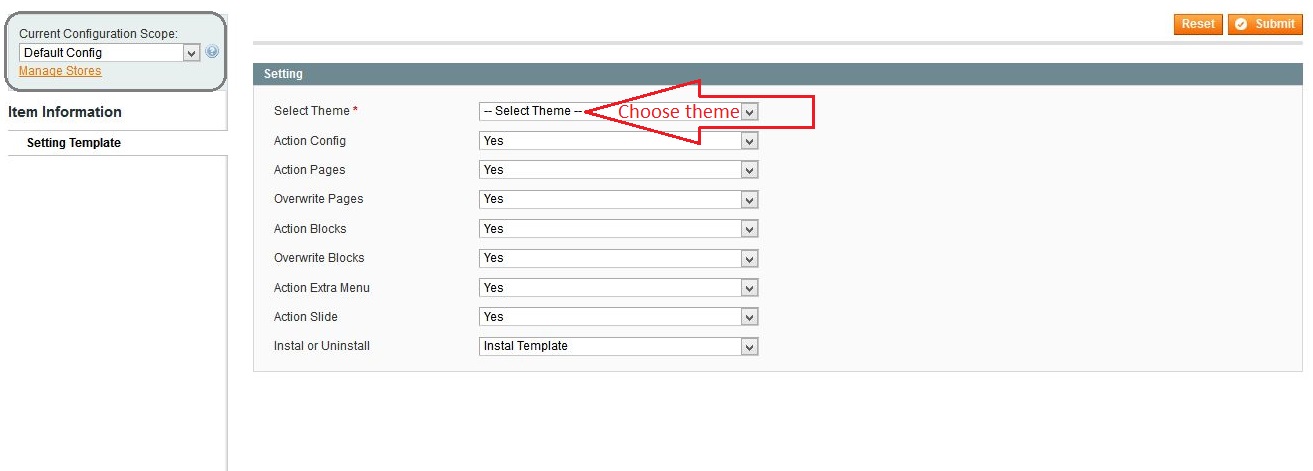 Current Configuration Scope:
Default Config
Manage Stores
Item Information
Setting Template
Reset
Submit
Setting
Select Theme *
-- Select Theme --
Choose theme
Action Config
Yes
Action Pages
Yes
Overwrite Pages
Yes
Action Blocks
Yes
Overwrite Blocks
Yes
Action Extra Menu
Yes
Action Slide
Yes
Instal or Uninstall
Instal Template